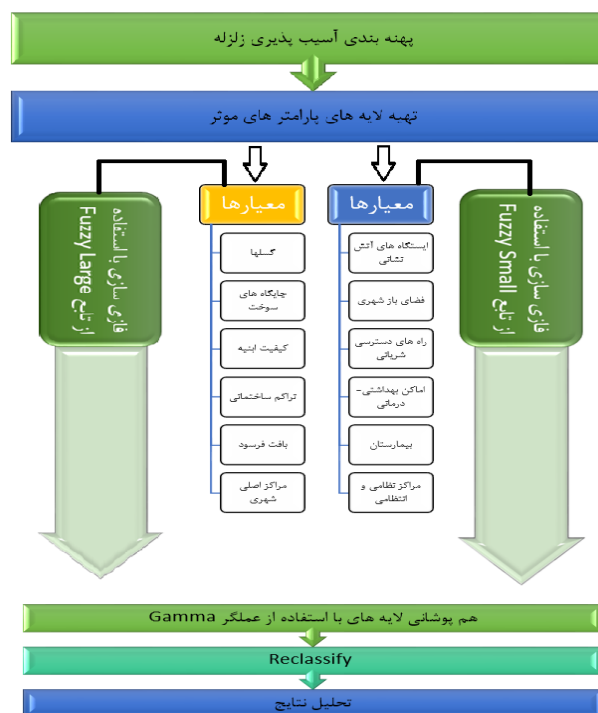 پهنه بندی آسیب پذیری زلزله
تهیه لایه های پارامتر های موثر
معیارها
ایستگاه های آتش
نشانی
فضای باز شهری
راه های دسترسی
شریانی
اماکن بهداشتی-
درمانی
بیمارستان
مراکز نظامی و
انتظامی
معیارها
گسلها
جایگاه های
سوخت
کیفیت ابنیه
تراکم ساختمانی
بافت فرسود
مراکز اصلی
شهری
فازی سازی با استفاده
از تابع Fuzzy Small
فازی سازی با استفاده
از تابع Fuzzy Large
هم پوشانی لایه های با استفاده از عملگر Gamma
Reclassify
تحلیل نتایج